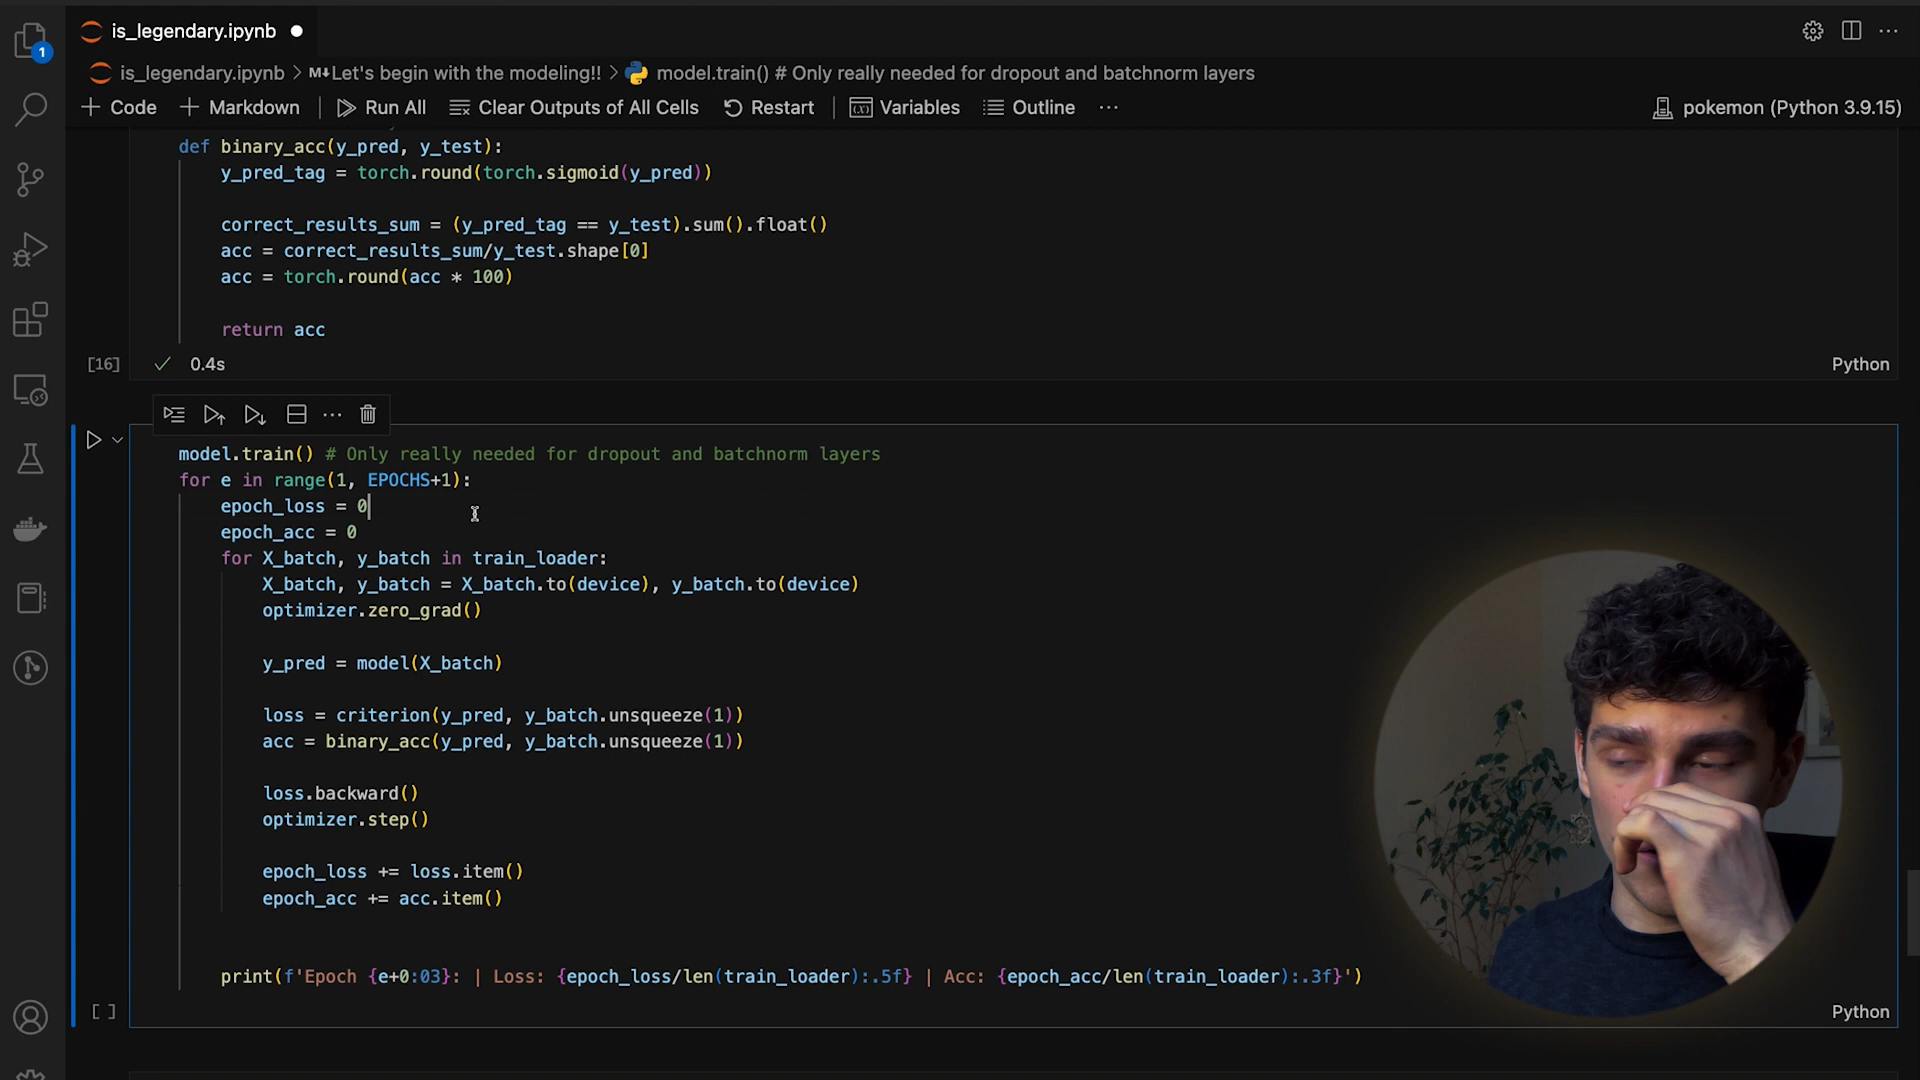 is_legendary.ipynb
1
is_legendary.ipynb > M↓Let's begin with the modeling!! > model.train() # Only really needed for dropout and batchnorm layers
+ Code + Markdown Run All Clear Outputs of All Cells Restart Variables Outline ...
pokemon (Python 3.9.15)
def binary_acc(y_pred, y_test):
y_pred_tag = torch.round(torch.sigmoid(y_pred))
correct_results_sum = (y_pred_tag == y_test).sum().float()
acc = correct_results_sum/y_test.shape[0]
acc = torch.round(acc * 100)
return acc
[16] 0.4s Python
model.train() # Only really needed for dropout and batchnorm layers
for e in range(1, EPOCHS+1):
epoch_loss = 0
epoch_acc = 0
for X_batch, y_batch in train_loader:
X_batch, y_batch = X_batch.to(device), y_batch.to(device)
optimizer.zero_grad()
y_pred = model(X_batch)
loss = criterion(y_pred, y_batch.unsqueeze(1))
acc = binary_acc(y_pred, y_batch.unsqueeze(1))
loss.backward()
optimizer.step()
epoch_loss += loss.item()
epoch_acc += acc.item()
print(f'Epoch {e+0:03}: | Loss: {epoch_loss/len(train_loader):.5f} | Acc: {epoch_acc/len(train_loader):.3f}')
[ ] Python